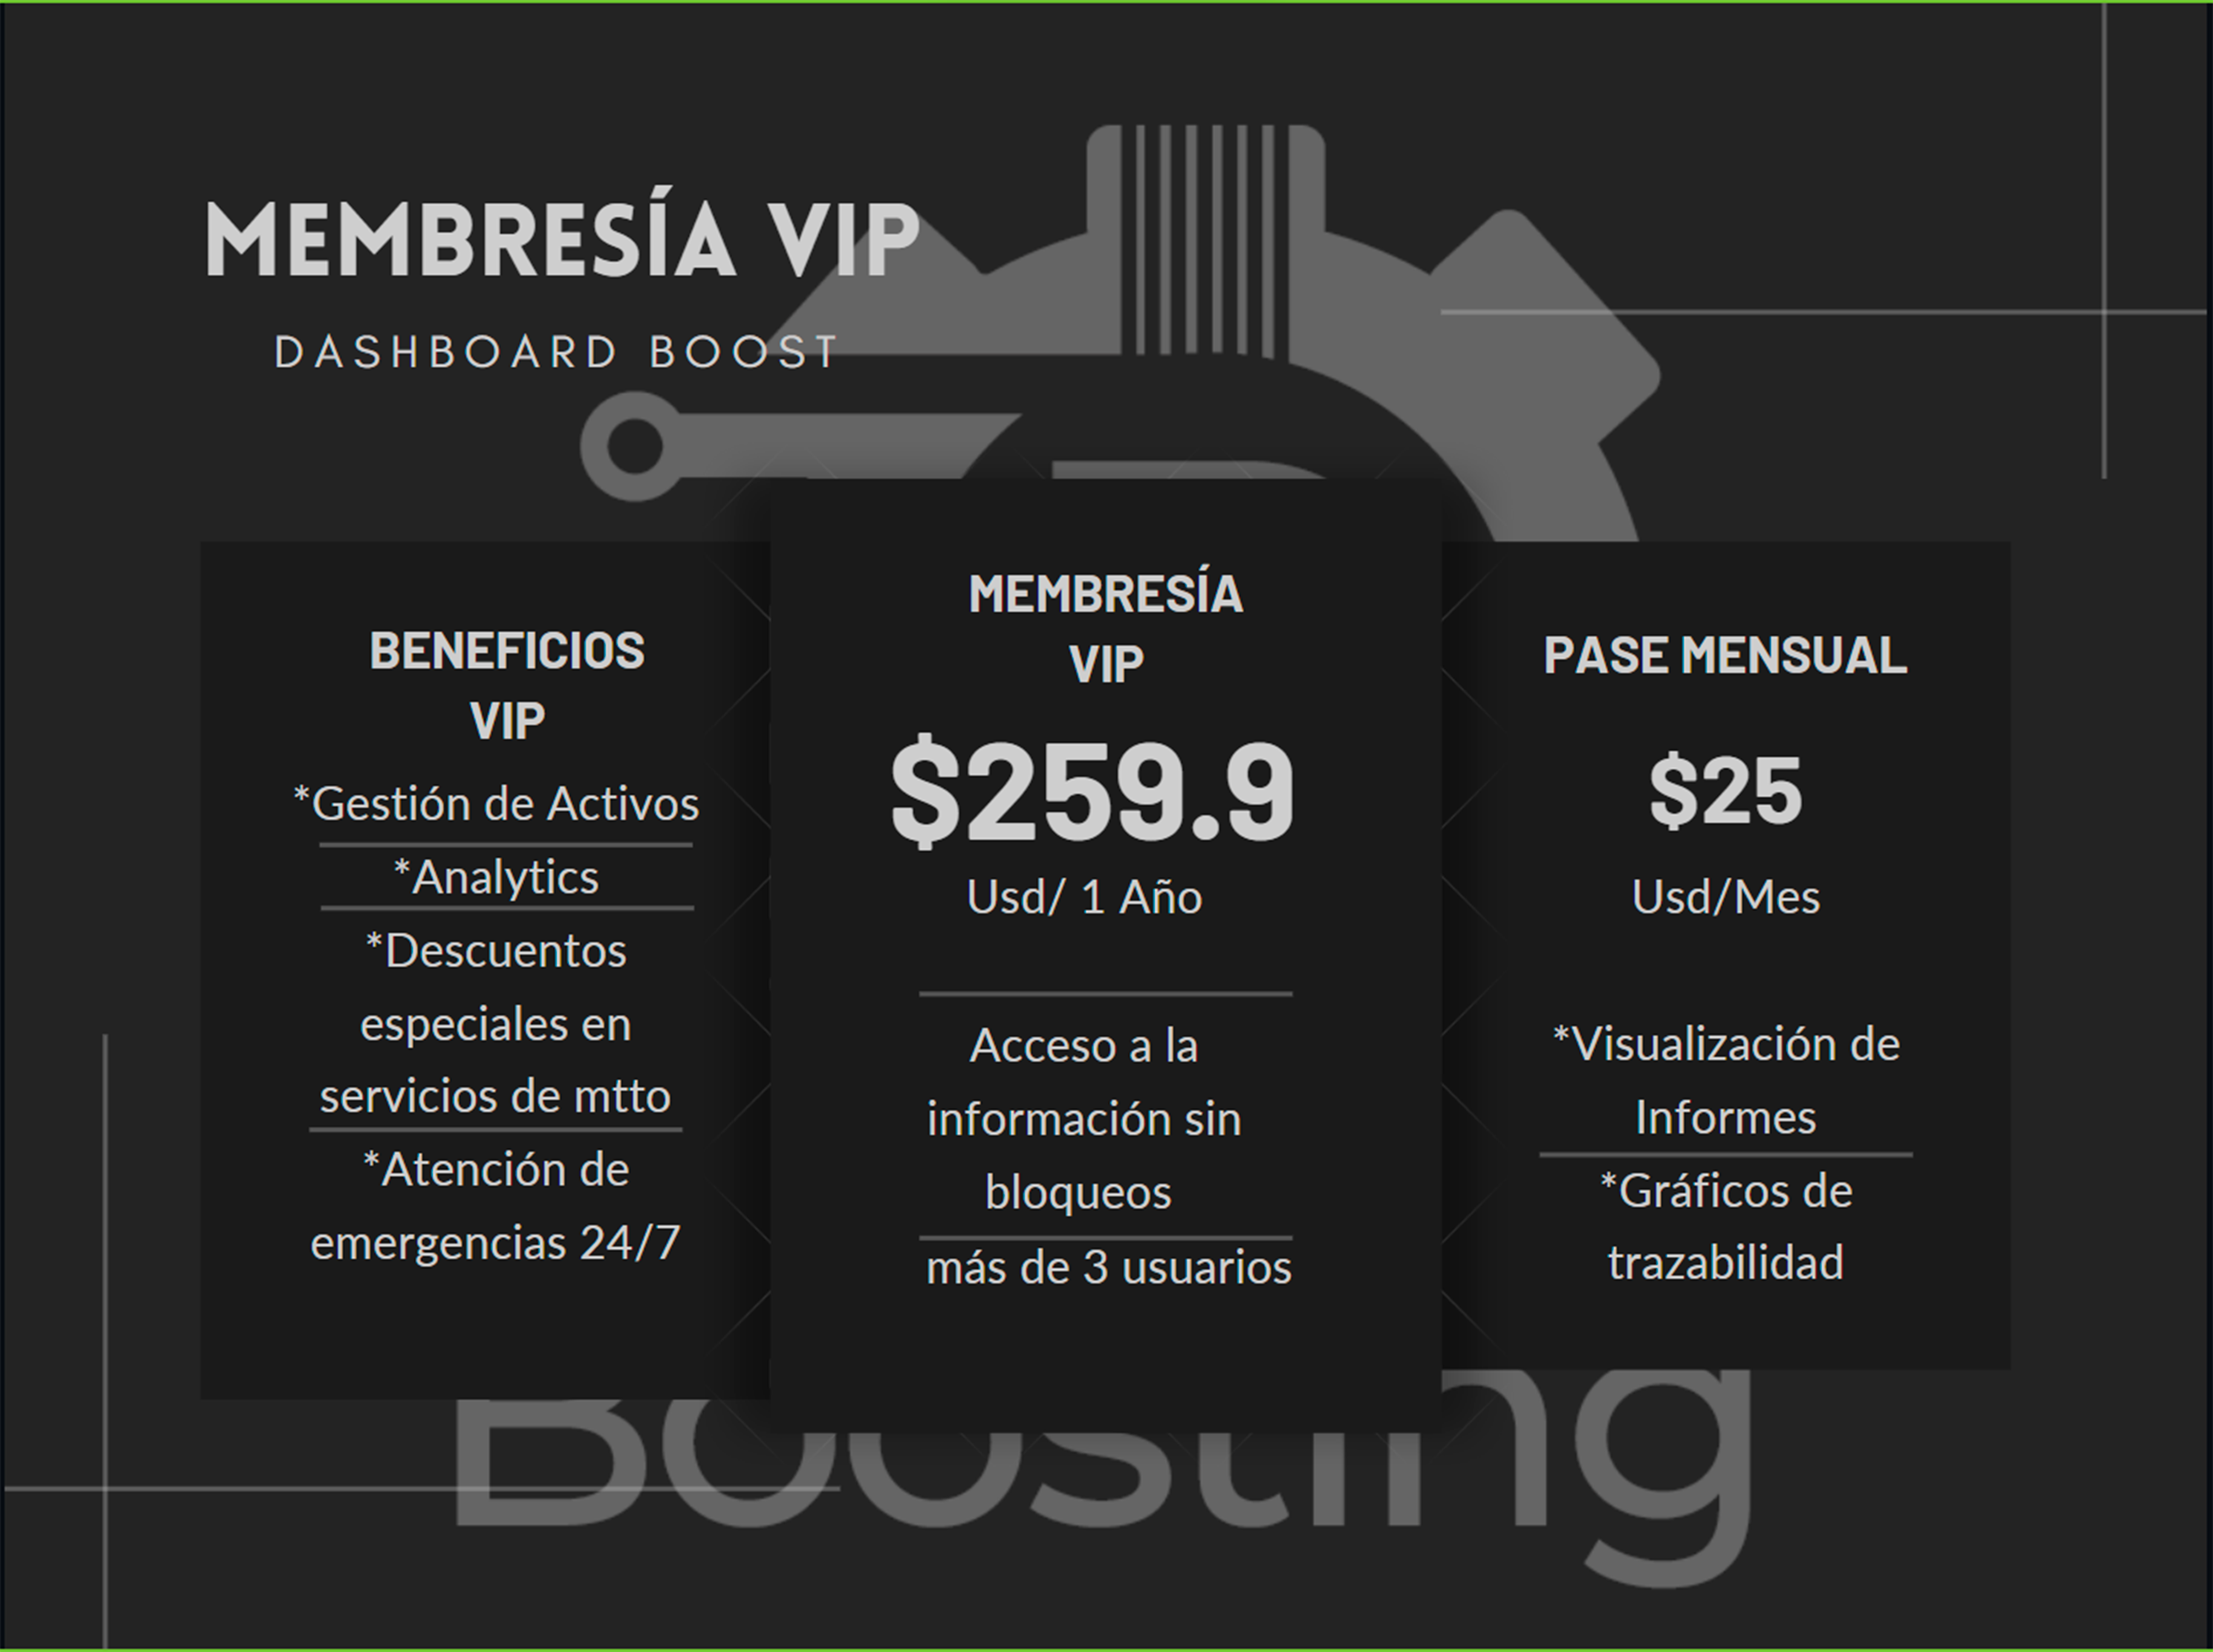 MEMBRESÍA VIP
DASHBOARD BOOST
BENEFICIOS
VIP
*Gestión de Activos
*Analytics
*Descuentos
especiales en
servicios de mtto
*Atención de
emergencias 24/7
MEMBRESÍA
VIP
$259.9
Usd/ 1 Año
Acceso a la
información sin
bloqueos
más de 3 usuarios
PASE MENSUAL
$25
Usd/Mes
*Visualización de
Informes
*Gráficos de
trazabilidad
Boosting